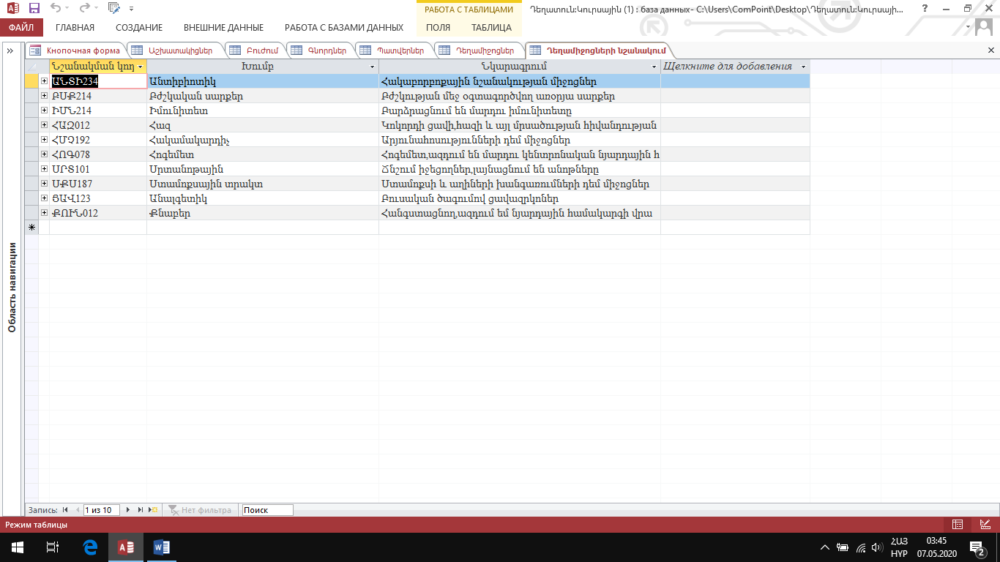 РАБОТА С ТАБЛИЦАМИ
Դեղատուն:Կուրսային (1) : база данных- C:\Users\ComPoint\Desktop\Դեղատուն:Կուրսայի...
ФАЙЛ ГЛАВНАЯ СОЗДАНИЕ ВНЕШНИЕ ДАННЫЕ РАБОТА С БАЗАМИ ДАННЫХ ПОЛЯ ТАБЛИЦА
Кнопочная форма Աշխատակիցներ Բուժում Գնորդներ Պատվերներ Դեղամիջոցներ Դեղամիջոցների նշանակում
Նշանակման կոդ Խումբ Նկարագրում Щелкните для добавления
ԱՆՏԻ234 Անտիբիոտիկ Հակաբորբոքային նշանակության միջոցներ
ԲՍՔ214 Բժշկական սարքեր Բժշկության մեջ օգտագործվող առօրյա սարքեր
ԻՄՆ214 Իմունիտետ Բարձրացնում են մարդու իմունիտետը
ՀԱԶ012 Հազ Կոկորդի ցավի,հազի և այլ մրսածության հիվանդության
ՀՄՉ192 Հակամակարդիչ Արյունահոսությունների դեմ միջոցներ
ՀՈԳ078 Հոգեմետ Հոգեմետ,ազդում են մարդու կենտրոնական նյարդային հ
ՍՐՏ101 Սրտանոթային Ճնշում իջեցողներ,լայնացնում են անոթները
ՍՔՍ187 Ստամոքսային տրակտ Ստամոքսի և աղիների խանգառումների դեմ միջոցներ
ՑԱՎ123 Անալգետիկ Բուսական ծագումով ցավազրկոներ
ՔՈՒՆ012 Քնաբեր Հանգստացնող,ազդում եմ նյարդային համակարգի վրա
Область навигации
Запись: 1 из 10 Нет фильтра Поиск
Режим таблицы
ՀԱՅ 03:45
HYP 07.05.2020 2